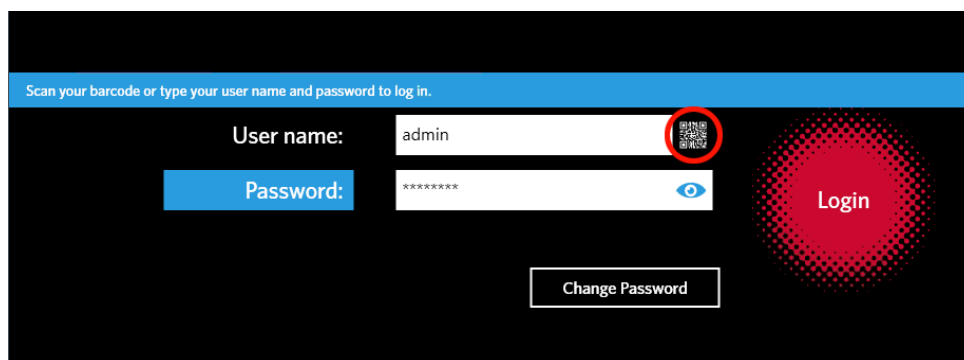 Scan your barcode or type your user name and password to log in.
User name:
admin
Password:
********
Login
Change Password